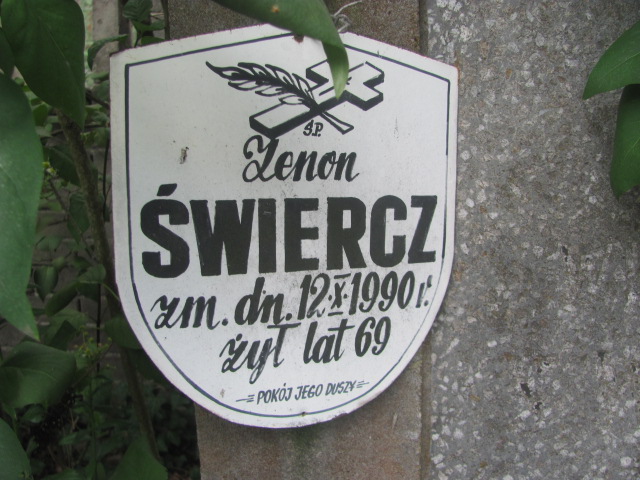 Ś.P.
Zenon
ŚWIERCZ
zm. dn. 12.X.1990 r.
żył lat 69
POKÓJ JEGO DUSZY